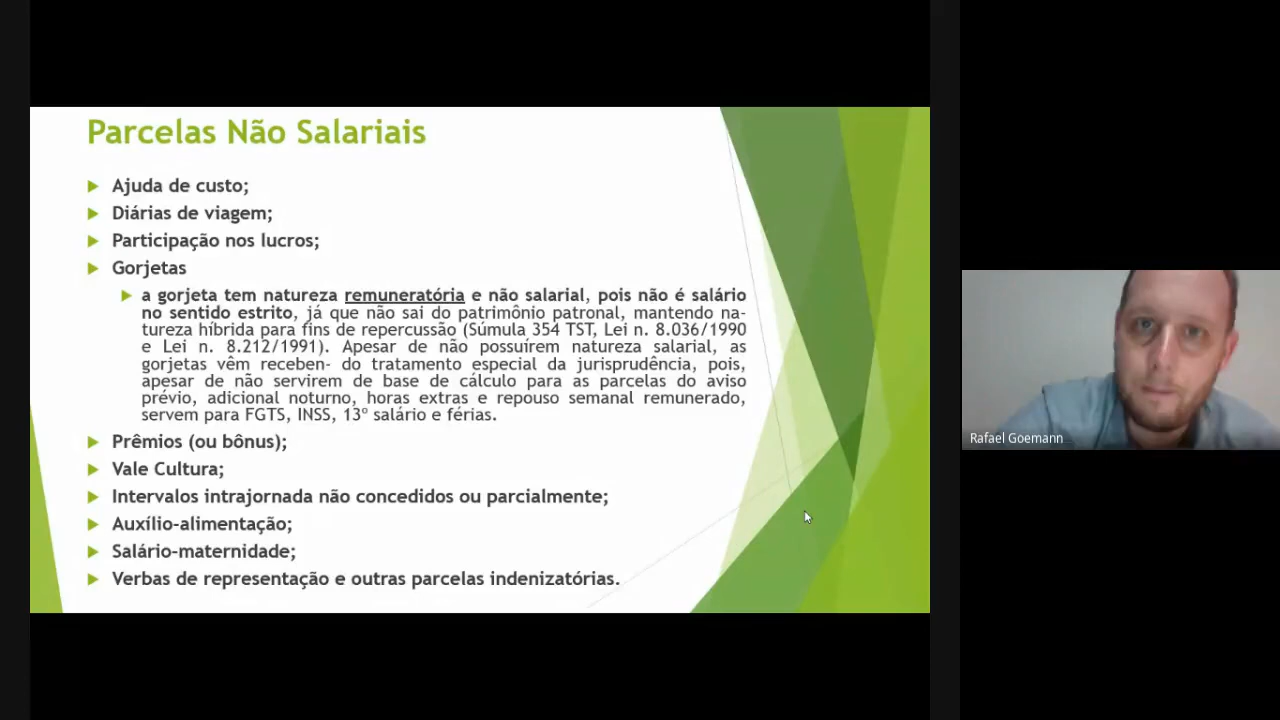 Parcelas Não Salariais
Ajuda de custo;
Diárias de viagem;
Participação nos lucros;
Gorjetas
a gorjeta tem natureza remuneratória e não salarial, pois não é salário
no sentido estrito, já que não sai do patrimônio patronal, mantendo na-
tureza híbrida para fins de repercussão (Súmula 354 TST, Lei n. 8.036/1990
e Lei n. 8.212/1991). Apesar de não possuírem natureza salarial, as
gorjetas vêm receben- do tratamento especial da jurisprudência, pois,
apesar de não servirem de base de cálculo para as parcelas do aviso
prévio, adicional noturno, horas extras e repouso semanal remunerado,
servem para FGTS, INSS, 13º salário e férias.
Prêmios (ou bônus);
Vale Cultura;
Intervalos intrajornada não concedidos ou parcialmente;
Auxílio-alimentação;
Salário-maternidade;
Verbas de representação e outras parcelas indenizatórias.
Rafael Goemann